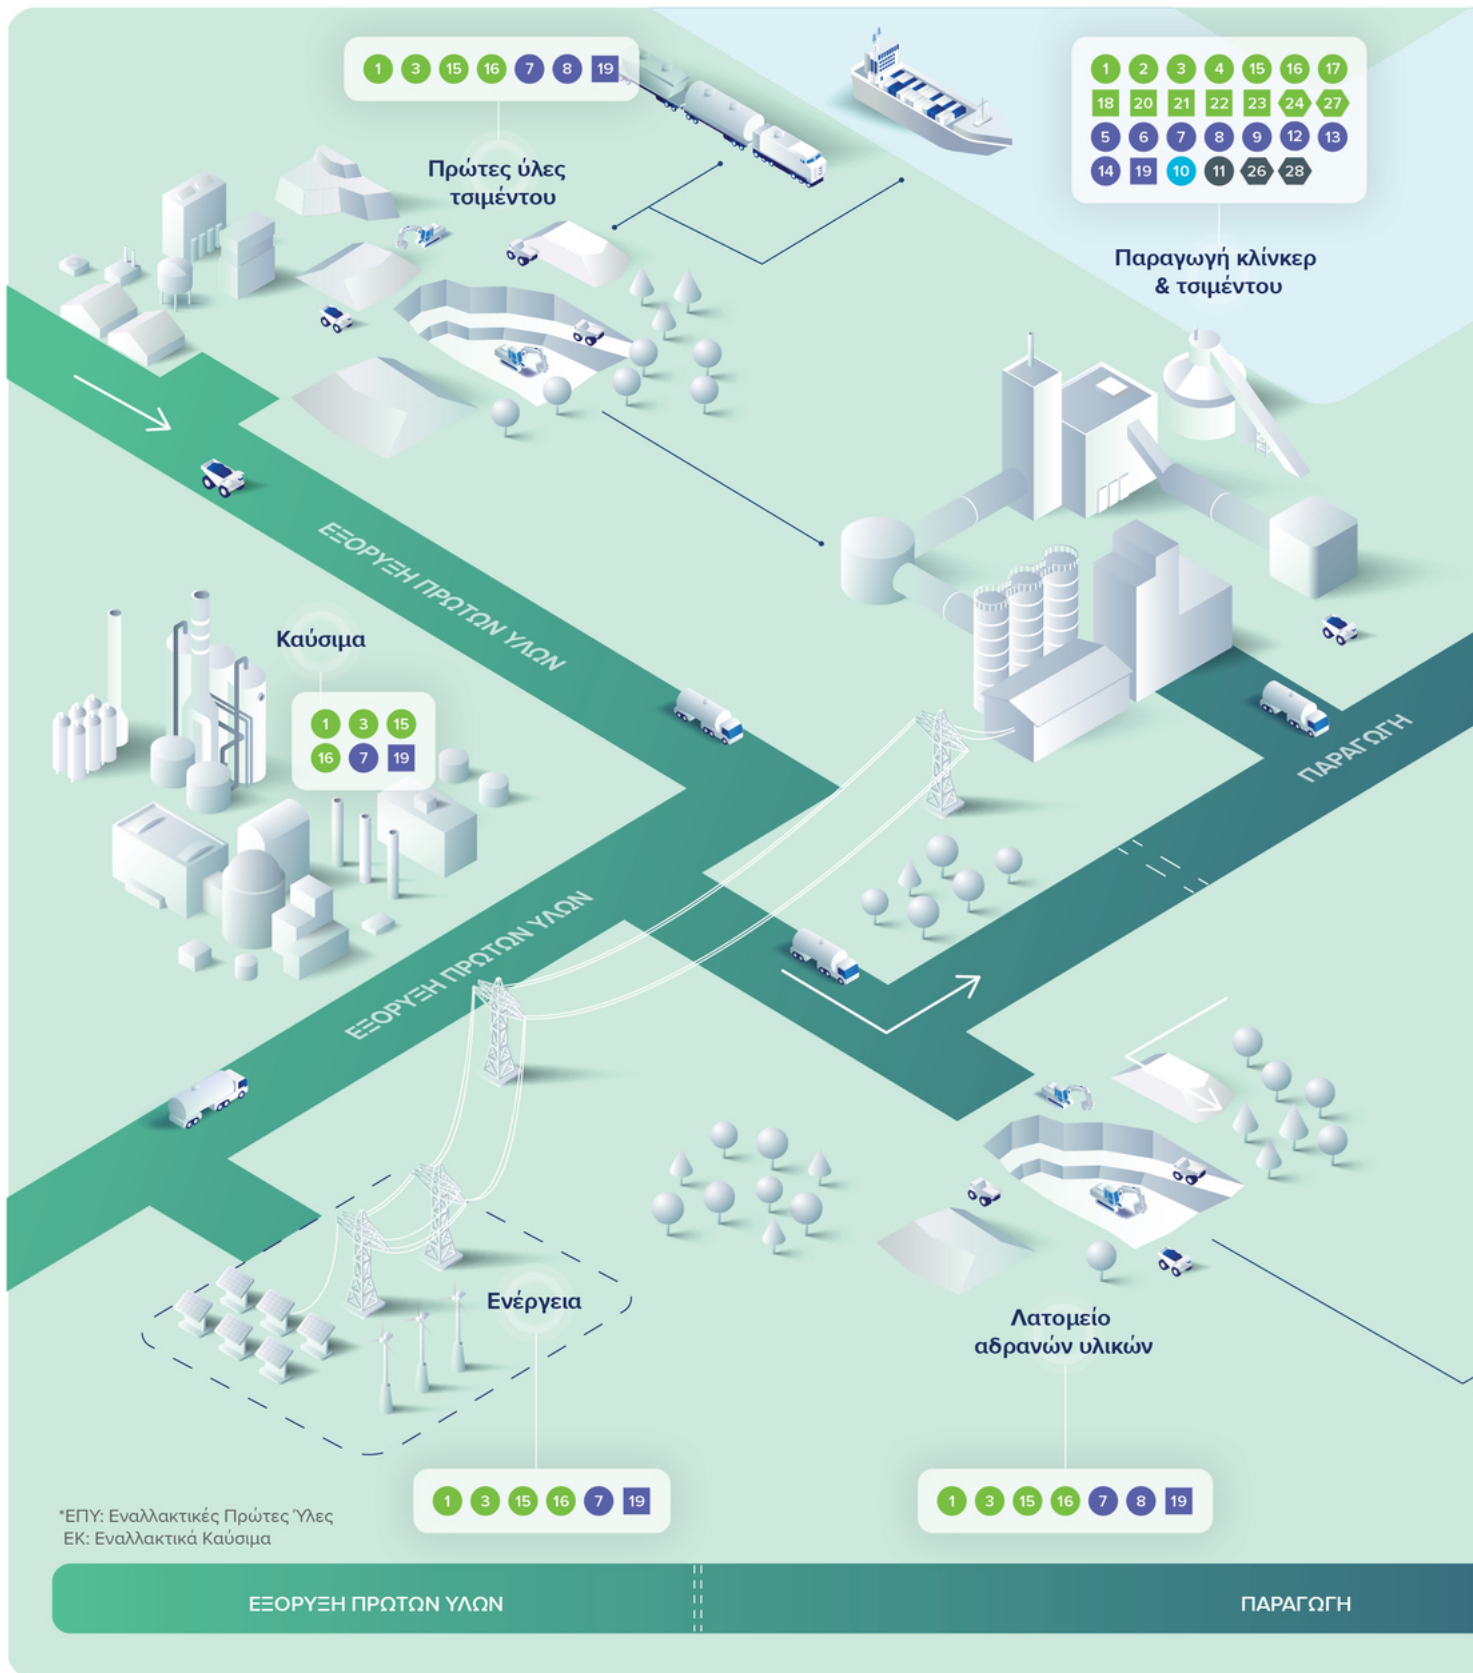 1 3 15 16 7 8 19
Πρώτες ύλες
τσιμέντου
1 2 3 4 15 16 17
18 20 21 22 23 24 27
5 6 7 8 9 12 13
14 19 10 11 26 28
Παραγωγή κλίνκερ
& τσιμέντου
ΕΞΟΡΥΞΗ ΠΡΩΤΩΝ ΥΛΩΝ
Καύσιμα
1 3 15
16 7 19
ΠΑΡΑΓΩΓΗ
ΕΞΟΡΥΞΗ ΠΡΩΤΩΝ ΥΛΩΝ
Ενέργεια
1 3 15 16 7 19
Λατομείο
αδρανών υλικών
1 3 15 16 7 8 19
*ΕΠΥ: Εναλλακτικές Πρώτες Ύλες
ΕΚ: Εναλλακτικά Καύσιμα
ΕΞΟΡΥΞΗ ΠΡΩΤΩΝ ΥΛΩΝ
ΠΑΡΑΓΩΓΗ